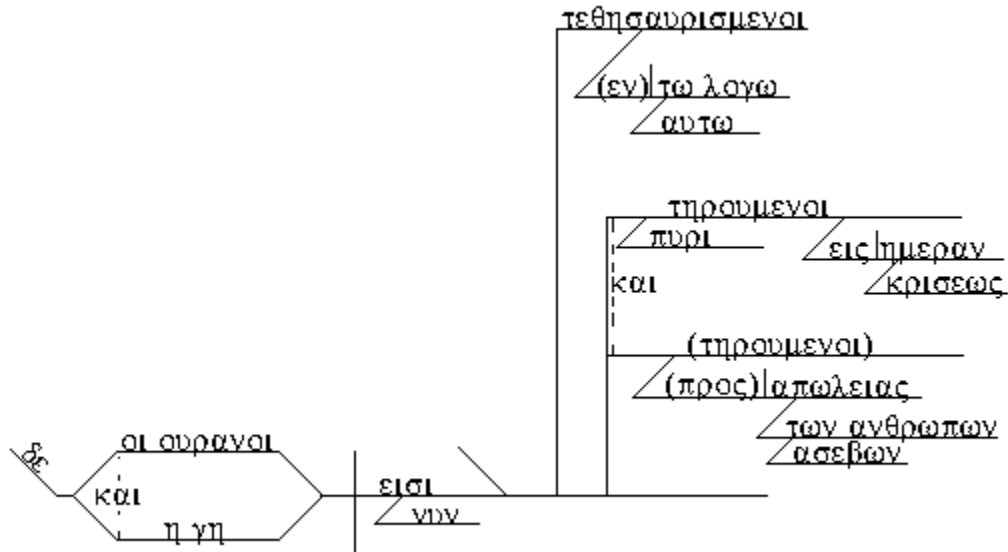 τεθησαυρισμενοι
(εν) τω λογω
αυτω
τηρουμενοι
πυρι
εις ημεραν
και
κρισεως
(τηρουμενοι)
(προς) απωλειας
των ανθρωπων
ασεβων
δε
οι ουρανοι
και
εισι
νυν
η γη